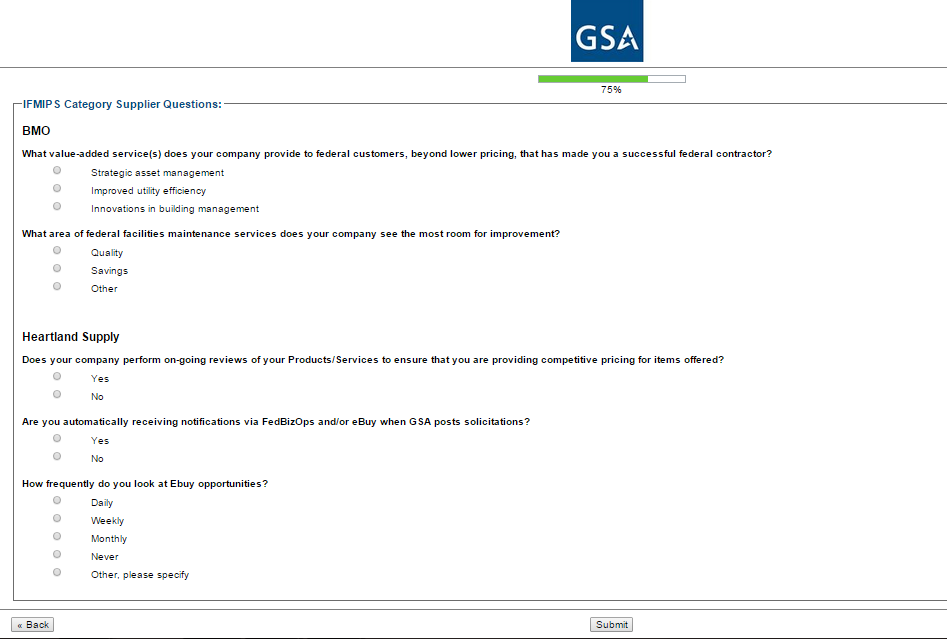 GSA
75%
IFMIPS Category Supplier Questions:
BMO
What value-added service(s) does your company provide to federal customers, beyond lower pricing, that has made you a successful federal contractor?
Strategic asset management
Improved utility efficiency
Innovations in building management
What area of federal facilities maintenance services does your company see the most room for improvement?
Quality
Savings
Other
Heartland Supply
Does your company perform on-going reviews of your Products/Services to ensure that you are providing competitive pricing for items offered?
Yes
No
Are you automatically receiving notifications via FedBizOps and/or eBuy when GSA posts solicitations?
Yes
No
How frequently do you look at Ebuy opportunities?
Daily
Weekly
Monthly
Never
Other, please specify
« Back
Submit